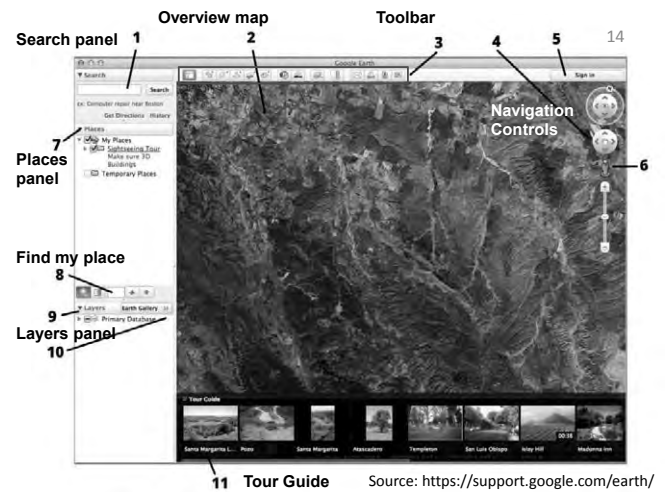 Overview map
Toolbar
14
Search panel
1
2
3
4
5
Google Earth
Search
Sign in
Search
ex: Computer repair near Boston
Get Directions History
Navigation
Controls
7
Places
6
My Places
Sightseeing Tour
Make sure 3D
Buildings
Temporary Places
Places
panel
Find my place
8
9
Layers
Earth Gallery
Primary Database
Layers panel
10
Tour Guide
Santa Margarita L...
Pozo
Santa Margarita
Atascadero
Templeton
San Luis Obispo
00:38
Islay Hill
Madonna Inn
11
Tour Guide
Source: https://support.google.com/earth/